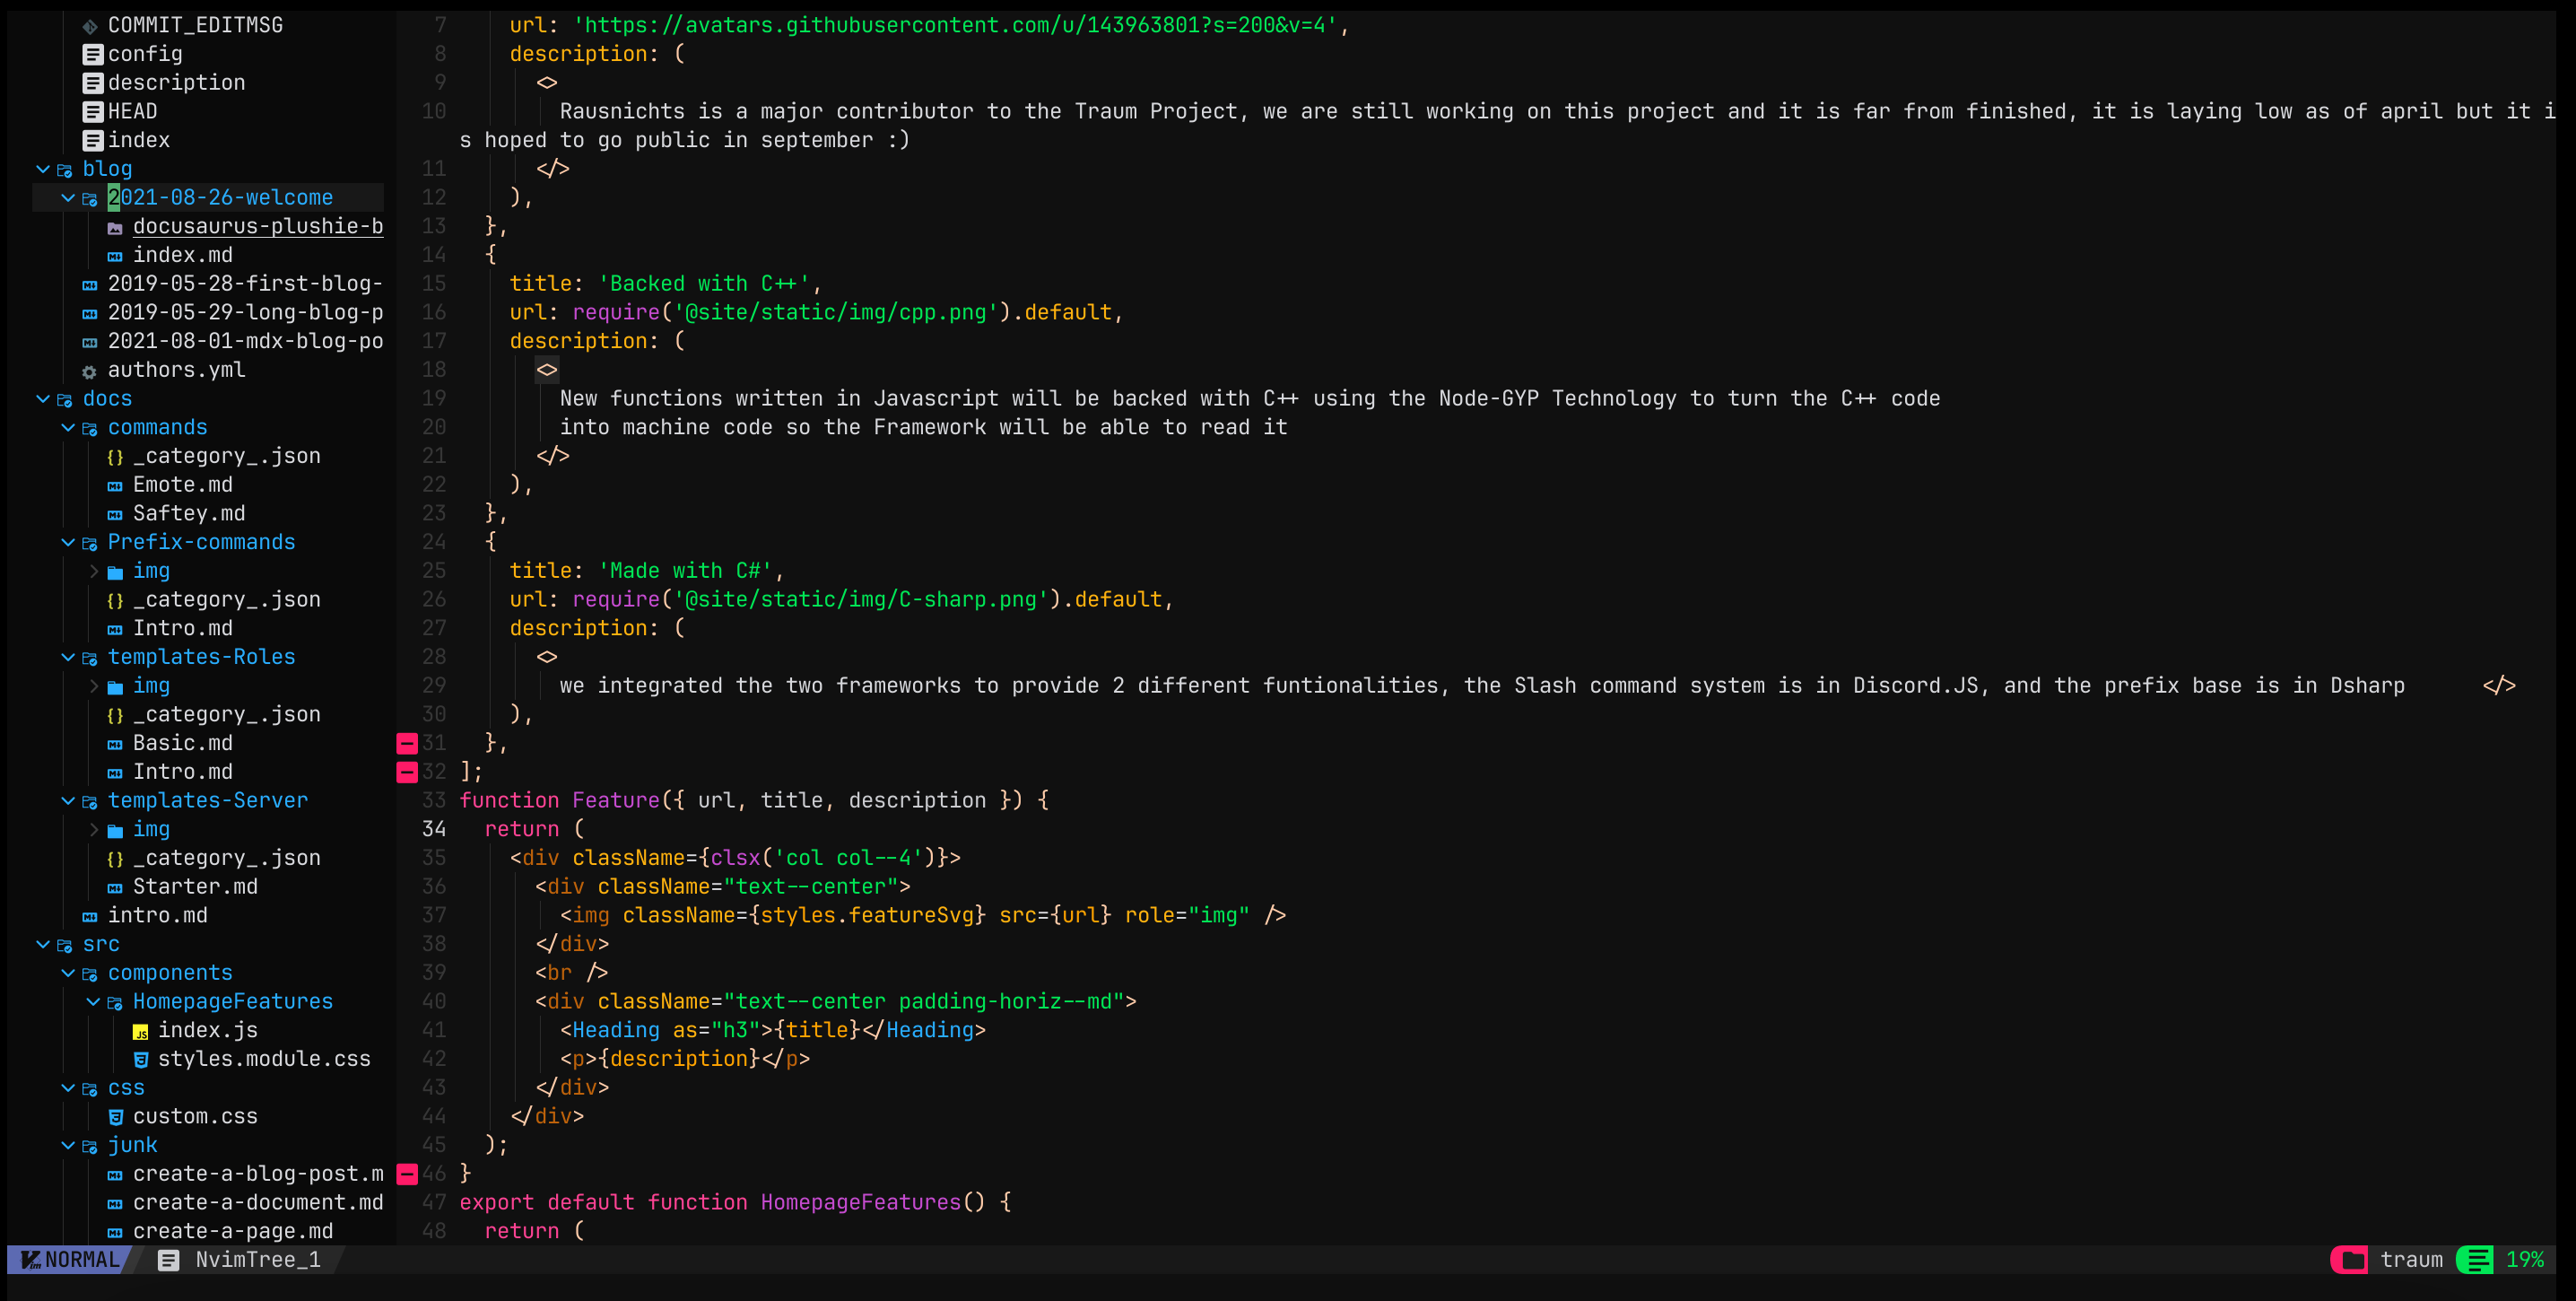 COMMIT_EDITMSG
config
description
HEAD
index
blog
2021-08-26-welcome
docusaurus-plushie-b
index.md
2019-05-28-first-blog-
2019-05-29-long-blog-p
2021-08-01-mdx-blog-po
authors.yml
docs
commands
{} _category_.json
Emote.md
Saftey.md
Prefix-commands
img
{} _category_.json
Intro.md
templates-Roles
img
{} _category_.json
Basic.md
Intro.md
templates-Server
img
{} _category_.json
Starter.md
intro.md
src
components
HomepageFeatures
JS index.js
styles.module.css
css
custom.css
junk
create-a-blog-post.m
create-a-document.md
create-a-page.md
7 url: 'https://avatars.githubusercontent.com/u/143963801?s=200&v=4',
8 description: (
9 <>
10 Rausnichts is a major contributor to the Traum Project, we are still working on this project and it is far from finished, it is laying low as of april but it i
s hoped to go public in september :)
11 </>
12 ),
13 },
14 {
15 title: 'Backed with C++',
16 url: require('@site/static/img/cpp.png').default,
17 description: (
18 <>
19 New functions written in Javascript will be backed with C++ using the Node-GYP Technology to turn the C++ code
20 into machine code so the Framework will be able to read it
21 </>
22 ),
23 },
24 {
25 title: 'Made with C#',
26 url: require('@site/static/img/C-sharp.png').default,
27 description: (
28 <>
29 we integrated the two frameworks to provide 2 different funtionalities, the Slash command system is in Discord.JS, and the prefix base is in Dsharp </>
30 ),
31 },
32 ];
33 function Feature({ url, title, description }) {
34 return (
35 <div className={clsx('col col--4')}>
36 <div className="text--center">
37 <img className={styles.featureSvg} src={url} role="img" />
38 </div>
39 <br />
40 <div className="text--center padding-horiz--md">
41 <Heading as="h3">{title}</Heading>
42 <p>{description}</p>
43 </div>
44 </div>
45 );
46 }
47 export default function HomepageFeatures() {
48 return (
NORMAL NvimTree_1 traum 19%